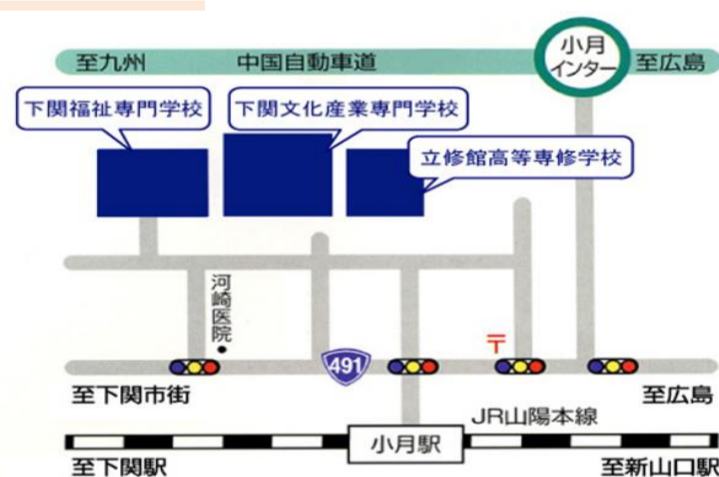 小月
インター
至九州
中国自動車道
至広島
下関福祉専門学校
下関文化産業専門学校
立修館高等専修学校
河崎医院
〒
491
至下関市街
至広島
JR山陽本線
小月駅
至下関駅
至新山口駅